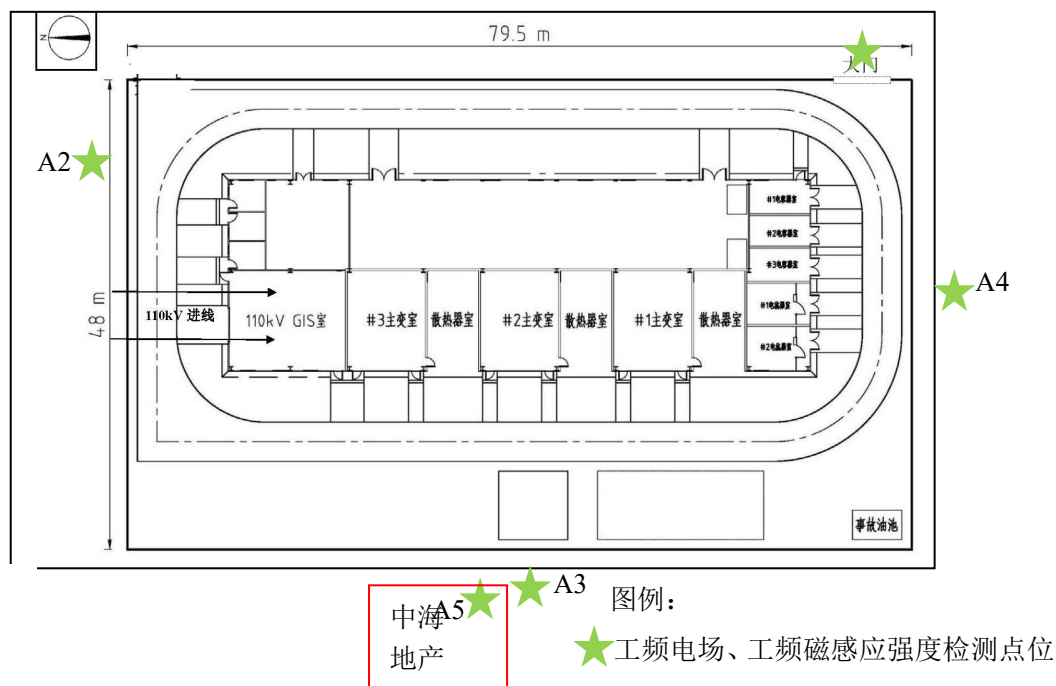 N
79.5 m
大门
A2
#1电容器室
#2电容器室
#3电容器室
A4
48 m
110kV 进线
110kV GIS室
#3主变室
散热器室
#2主变室
散热器室
#1主变室
散热器室
#1电抗器室
#2电抗器室
事故油池
A3
A5
中海
地产
图例：
工频电场、工频磁感应强度检测点位